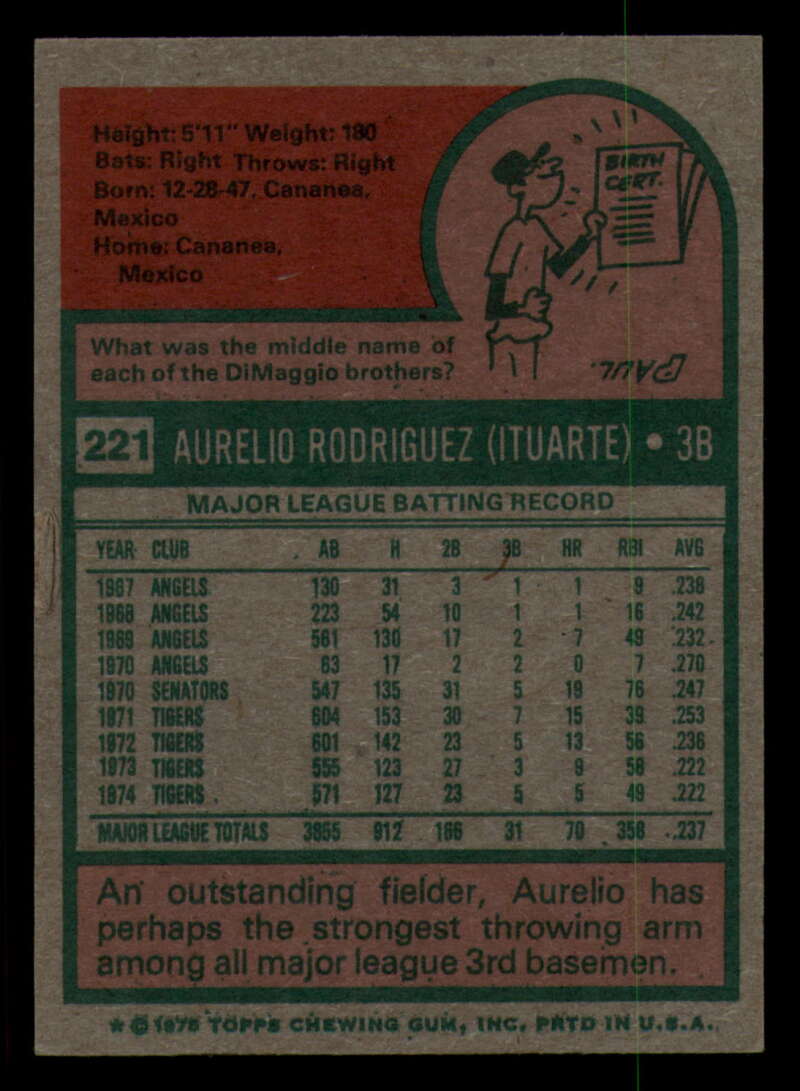 Height: 5'11" Weight: 180
Bats: Right Throws: Right
Born: 12-28-47, Cananea,
Mexico
Home: Cananea,
Mexico
BIRTH
CERT.
What was the middle name of
each of the DiMaggio brothers?
PAUL.
221 AURELIO RODRIGUEZ (ITUARTE) • 3B
MAJOR LEAGUE BATTING RECORD
YEAR CLUB AB H 2B 3B HR RBI AVG
1967 ANGELS 130 31 3 1 1 9 .238
1968 ANGELS 223 54 10 1 1 16 .242
1969 ANGELS 561 130 17 2 7 49 .232
1970 ANGELS 63 17 2 2 0 7 .270
1970 SENATORS 547 135 31 5 19 76 .247
1971 TIGERS 604 153 30 7 15 39 .253
1972 TIGERS 601 142 23 5 13 56 .236
1973 TIGERS 555 123 27 3 9 58 .222
1974 TIGERS 571 127 23 5 5 49 .222
MAJOR LEAGUE TOTALS 3855 912 166 31 70 358 .237
An outstanding fielder, Aurelio has
perhaps the strongest throwing arm
among all major league 3rd basemen.
* © 1975 TOPPS CHEWING GUM, INC. PRTD IN U.S.A.